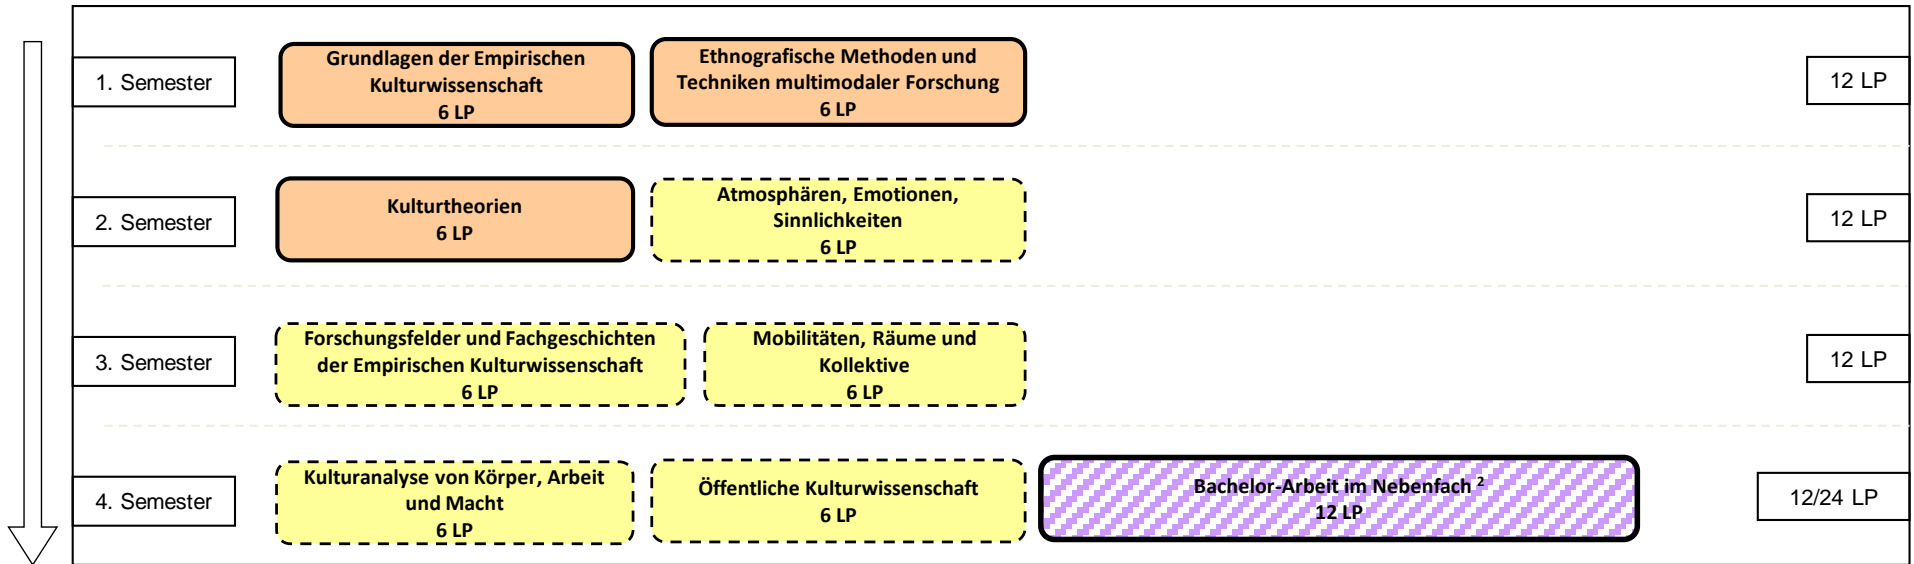 1. Semester
Grundlagen der Empirischen
Kulturwissenschaft
6 LP
Ethnografische Methoden und
Techniken multimodaler Forschung
6 LP
12 LP
2. Semester
Kulturtheorien
6 LP
Atmosphären, Emotionen,
Sinnlichkeiten
6 LP
12 LP
3. Semester
Forschungsfelder und Fachgeschichten
der Empirischen Kulturwissenschaft
6 LP
Mobilitäten, Räume und
Kollektive
6 LP
12 LP
4. Semester
Kulturanalyse von Körper, Arbeit
und Macht
6 LP
Öffentliche Kulturwissenschaft
6 LP
Bachelor-Arbeit im Nebenfach ²
12 LP
12/24 LP